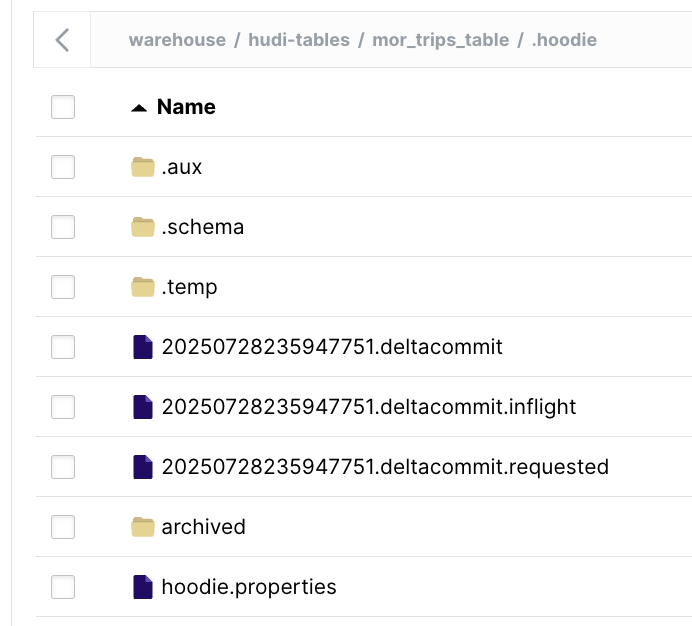 warehouse / hudi-tables / mor_trips_table / .hoodie
Name
.aux
.schema
.temp
20250728235947751.deltacommit
20250728235947751.deltacommit.inflight
20250728235947751.deltacommit.requested
archived
hoodie.properties